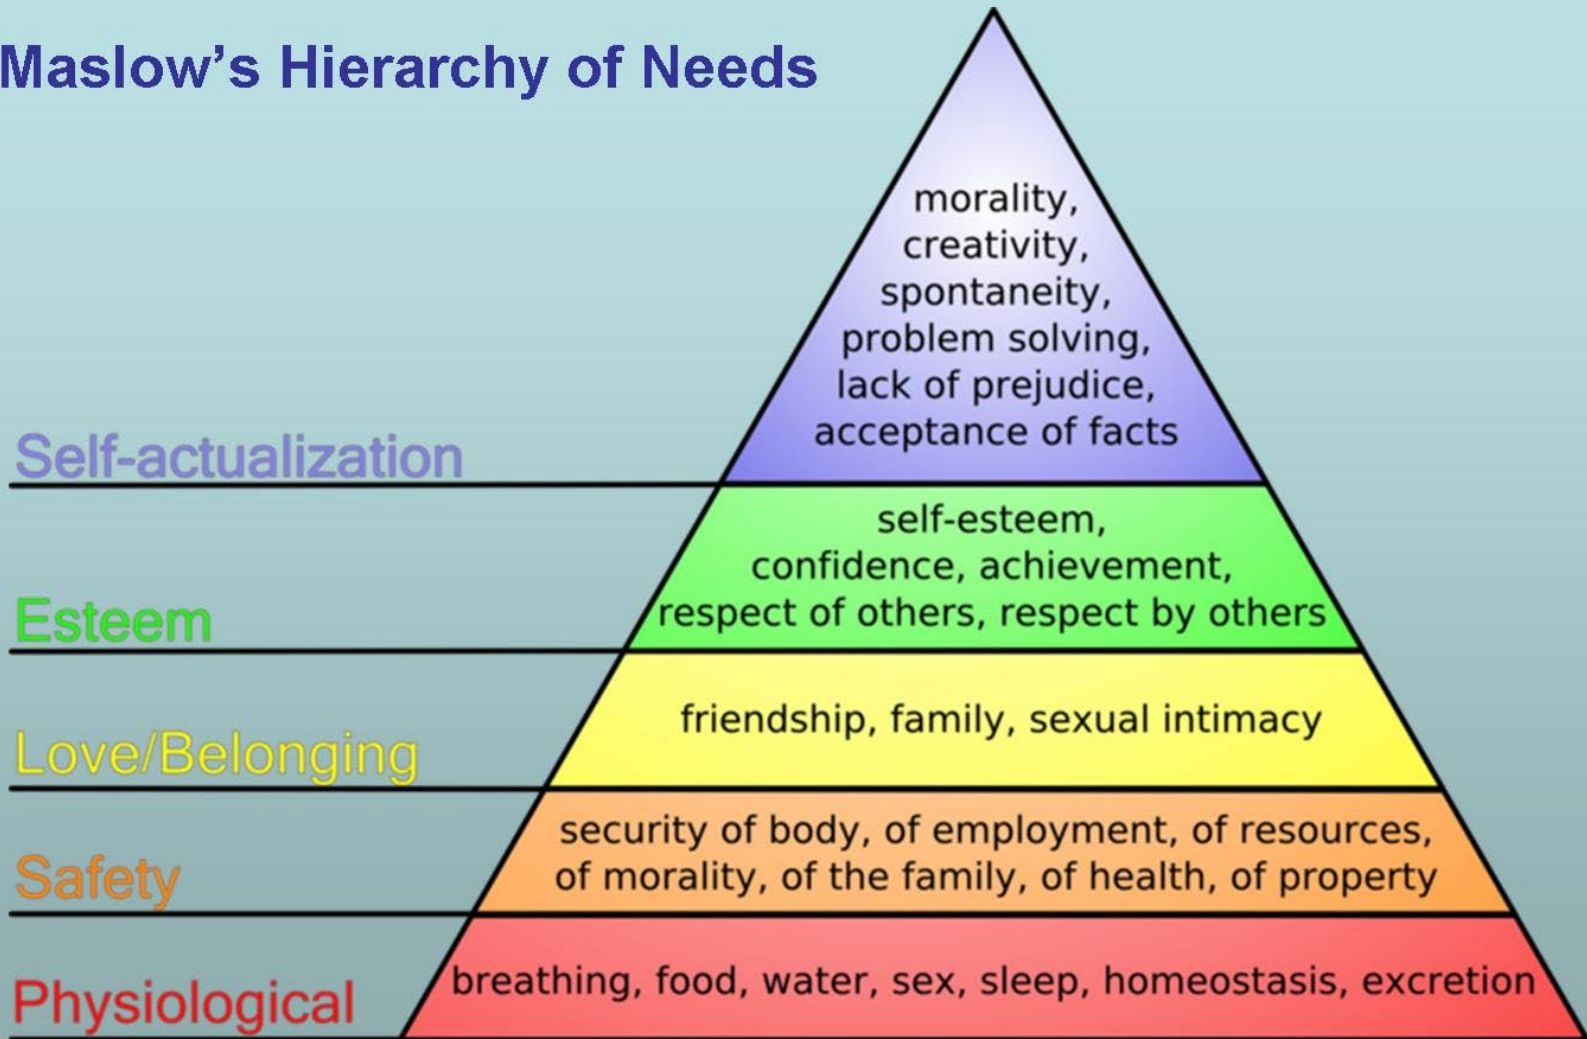 Maslow’s Hierarchy of Needs
morality,
creativity,
spontaneity,
problem solving,
lack of prejudice,
acceptance of facts
Self-actualization
self-esteem,
confidence, achievement,
respect of others, respect by others
Esteem
friendship, family, sexual intimacy
Love/Belonging
security of body, of employment, of resources,
of morality, of the family, of health, of property
Safety
breathing, food, water, sex, sleep, homeostasis, excretion
Physiological